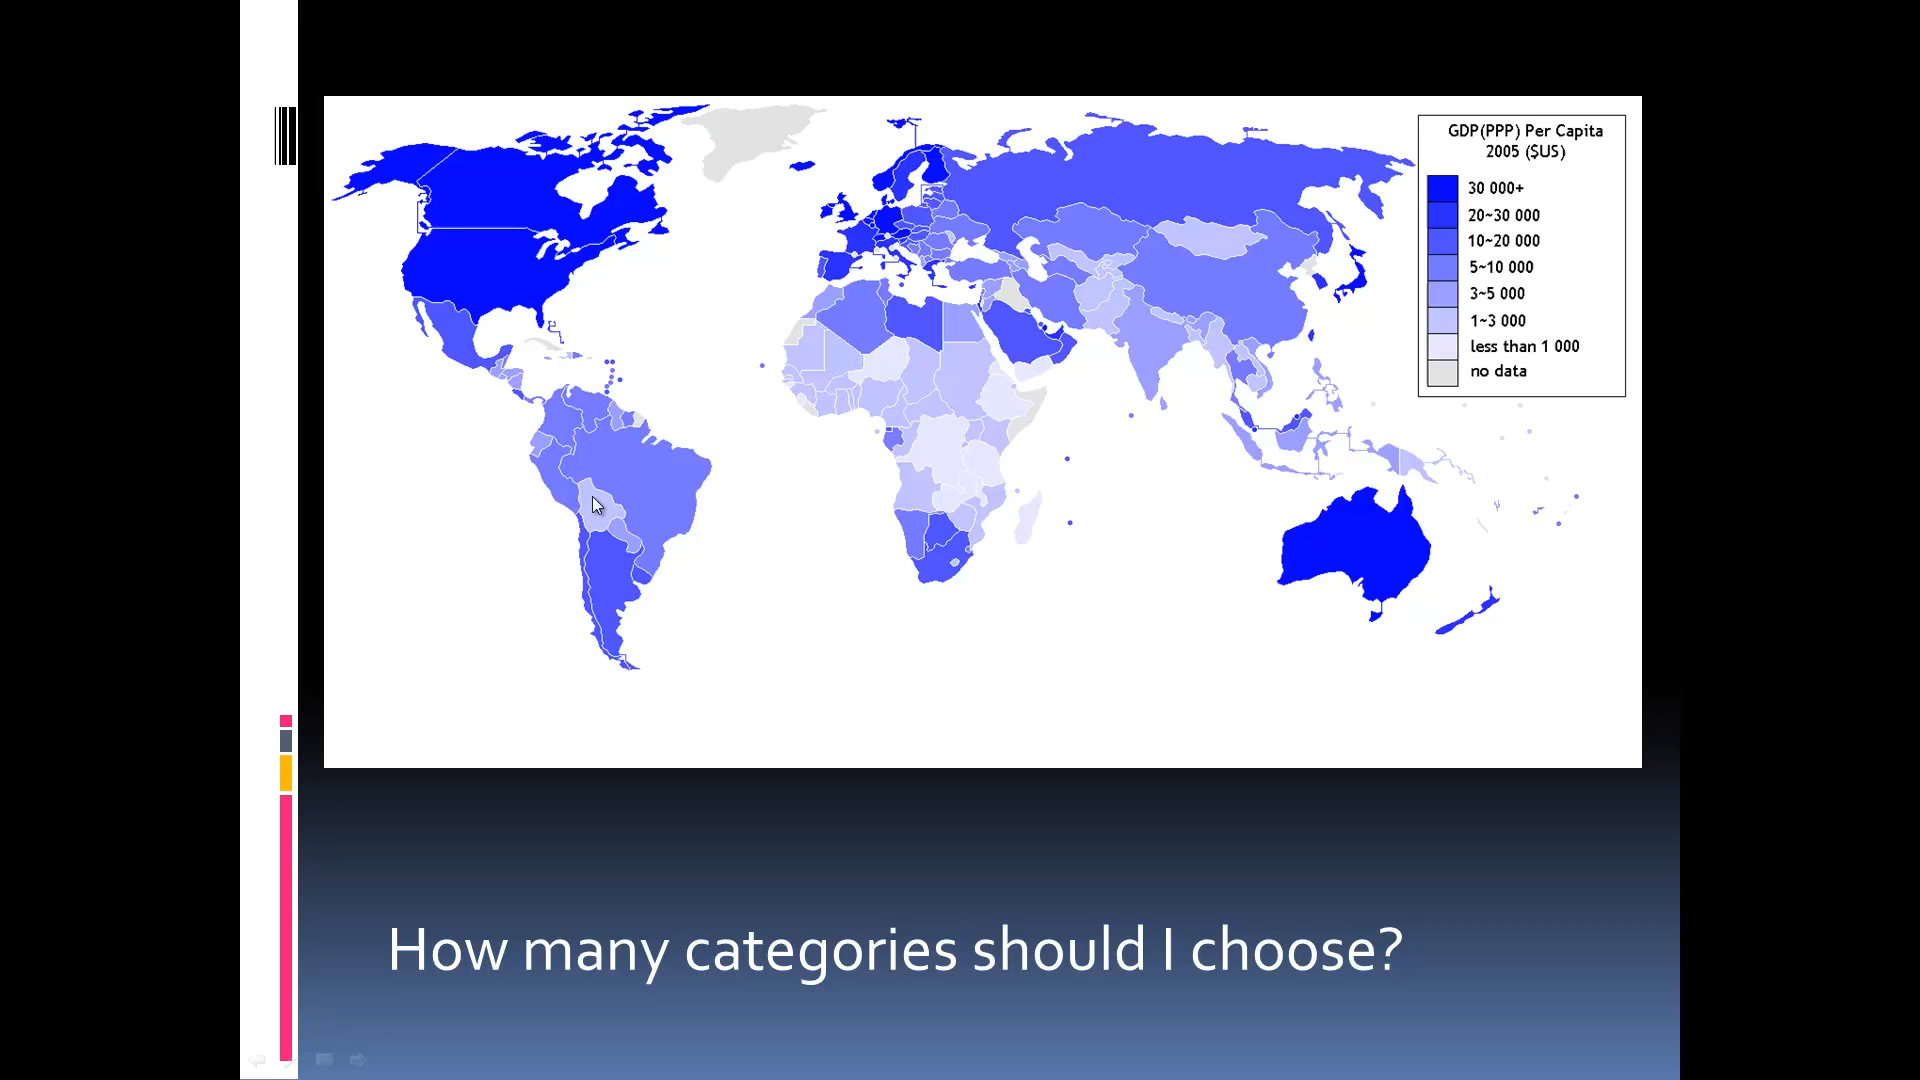 GDP(PPP) Per Capita
2005 ($US)
30 000+
20~30 000
10~20 000
5~10 000
3~5 000
1~3 000
less than 1 000
no data
How many categories should I choose?